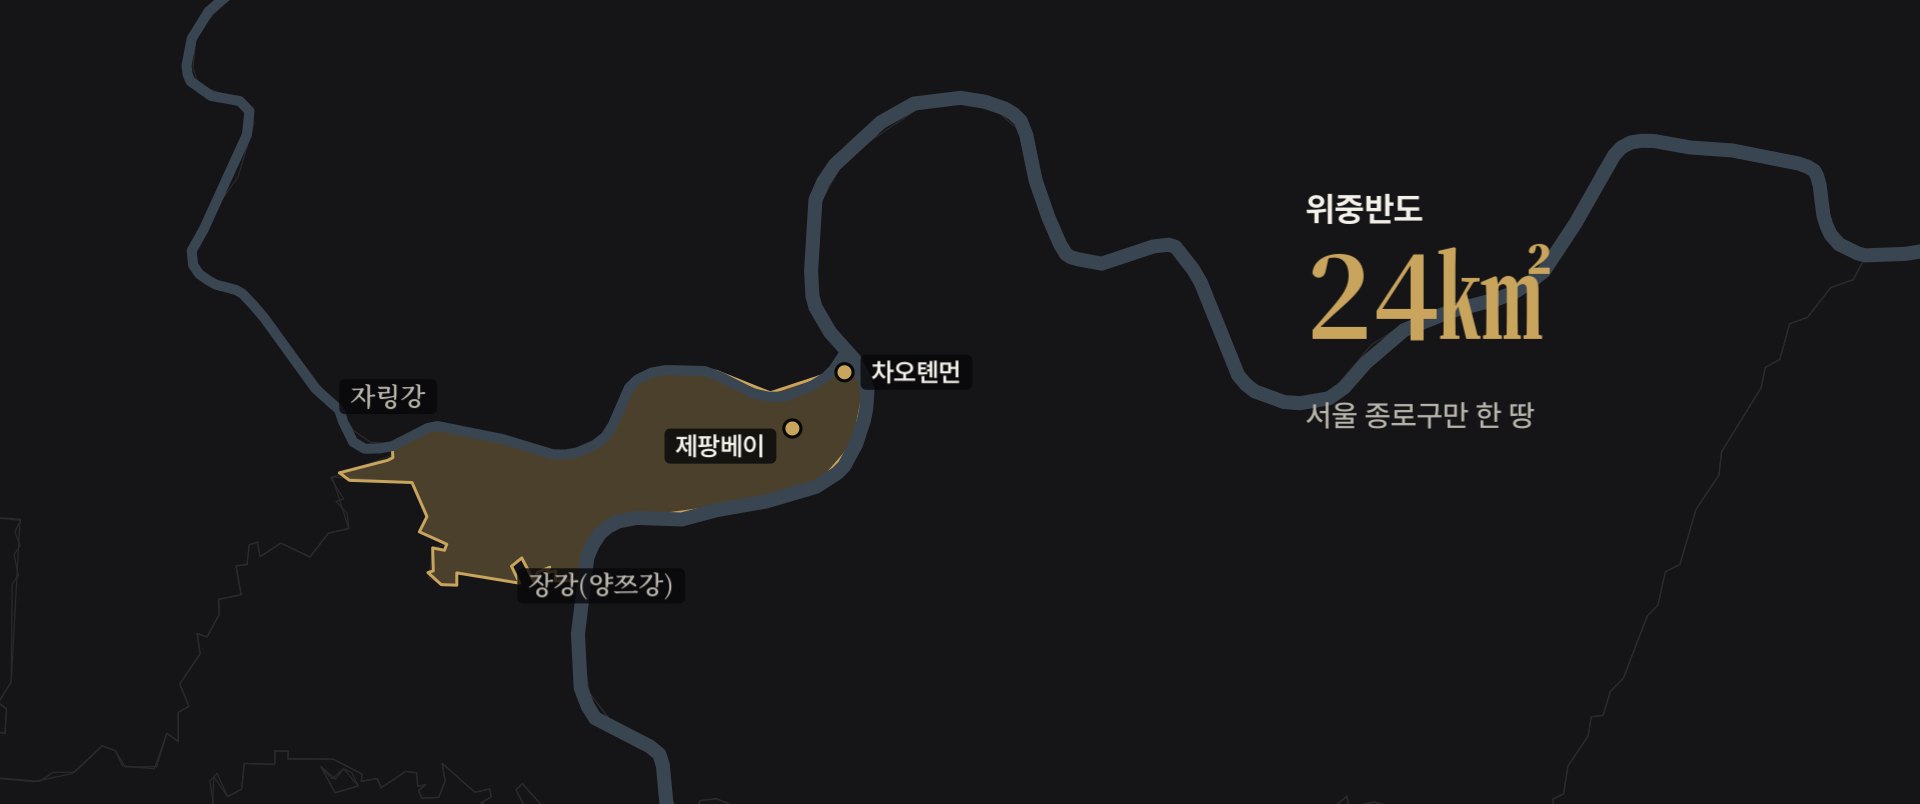 위중반도
24㎢
차오톈먼
자링강
서울 종로구만 한 땅
제팡베이
장강(양쯔강)